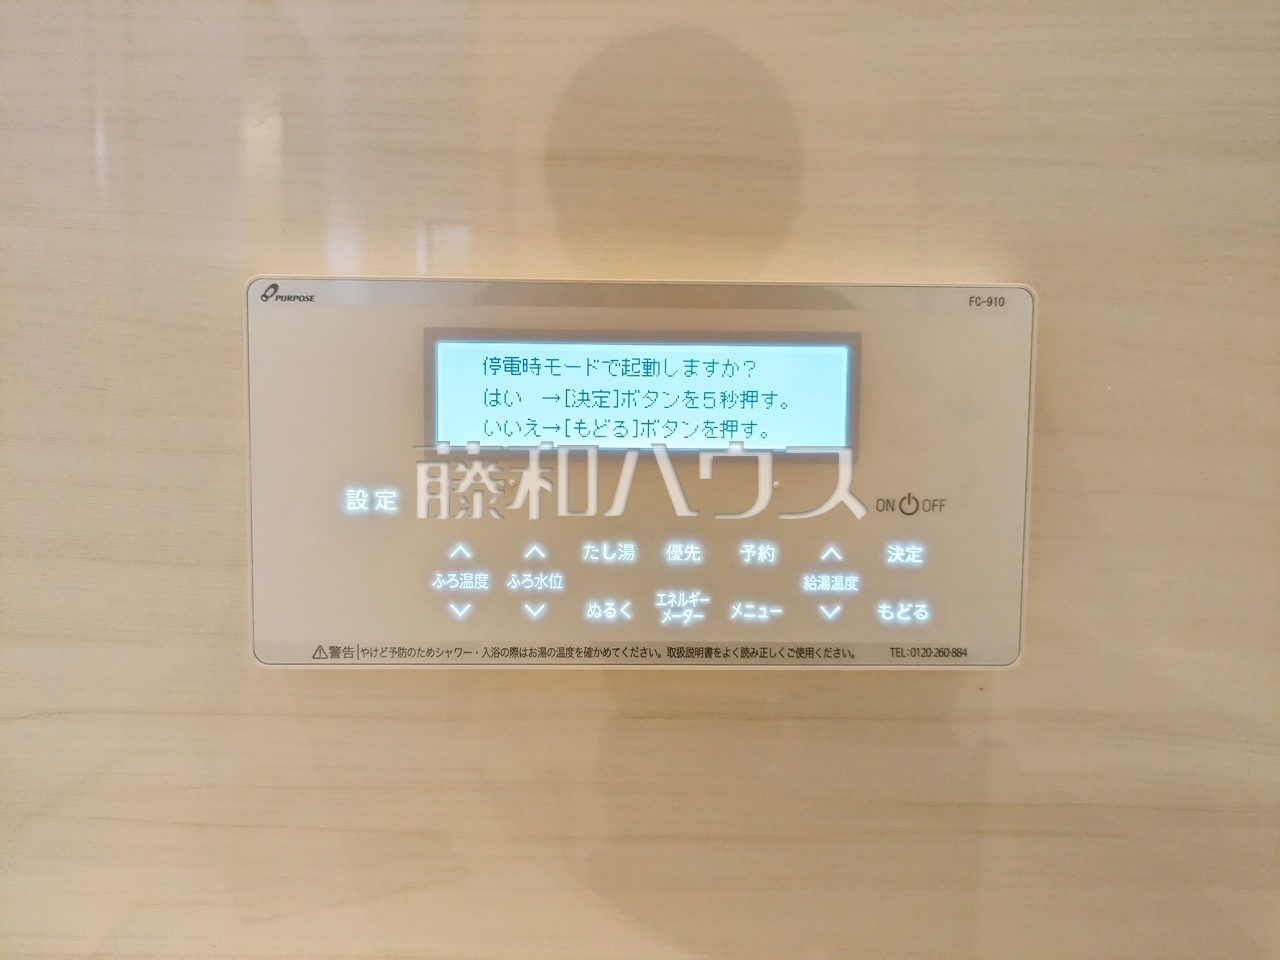 PURPOSE
FC-910
停電時モードで起動しますか?
はい →[決定]ボタンを5秒押す。
いいえ→[もどる]ボタンを押す。
藤和ハウス
設定
ON OFF
ふろ温度
ふろ水位
たし湯
ぬるく
優先
エネルギー
メーター
予約
メニュー
給湯温度
決定
もどる
警告 やけど予防のためシャワー・入浴の際はお湯の温度を確かめてください。取扱説明書をよく読み正しくご使用ください。
TEL:0120-260-884